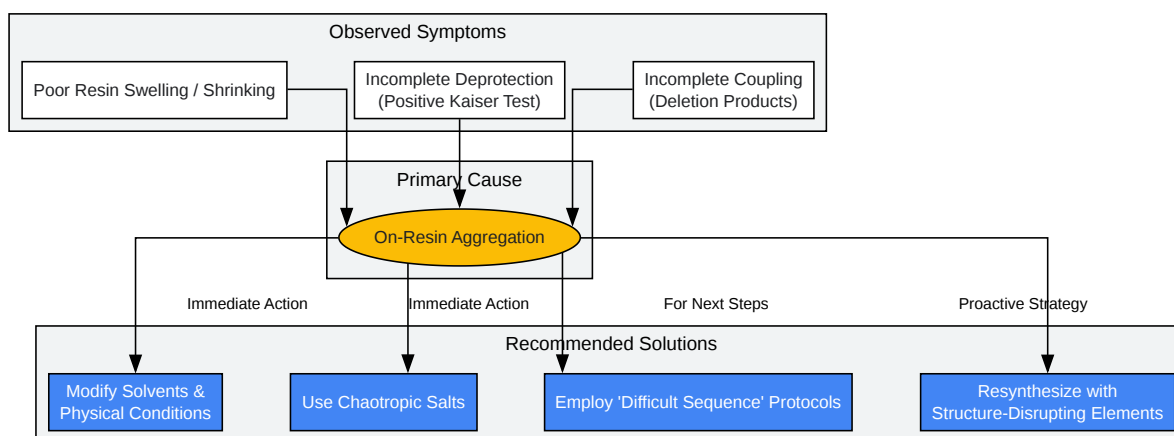 Observed Symptoms
Poor Resin Swelling / Shrinking
Incomplete Deprotection
(Positive Kaiser Test)
Incomplete Coupling
(Deletion Products)
Primary Cause
On-Resin Aggregation
Immediate Action
Immediate Action
For Next Steps
Proactive Strategy
Recommended Solutions
Modify Solvents &
Physical Conditions
Use Chaotropic Salts
Employ 'Difficult Sequence' Protocols
Resynthesize with
Structure-Disrupting Elements